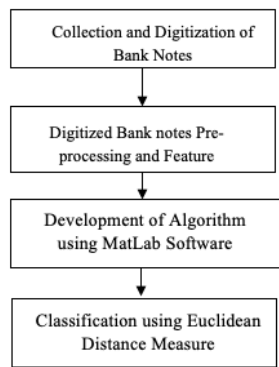 Collection and Digitization of
Bank Notes
Digitized Bank notes Pre-
processing and Feature
Development of Algorithm
using MatLab Software
Classification using Euclidean
Distance Measure